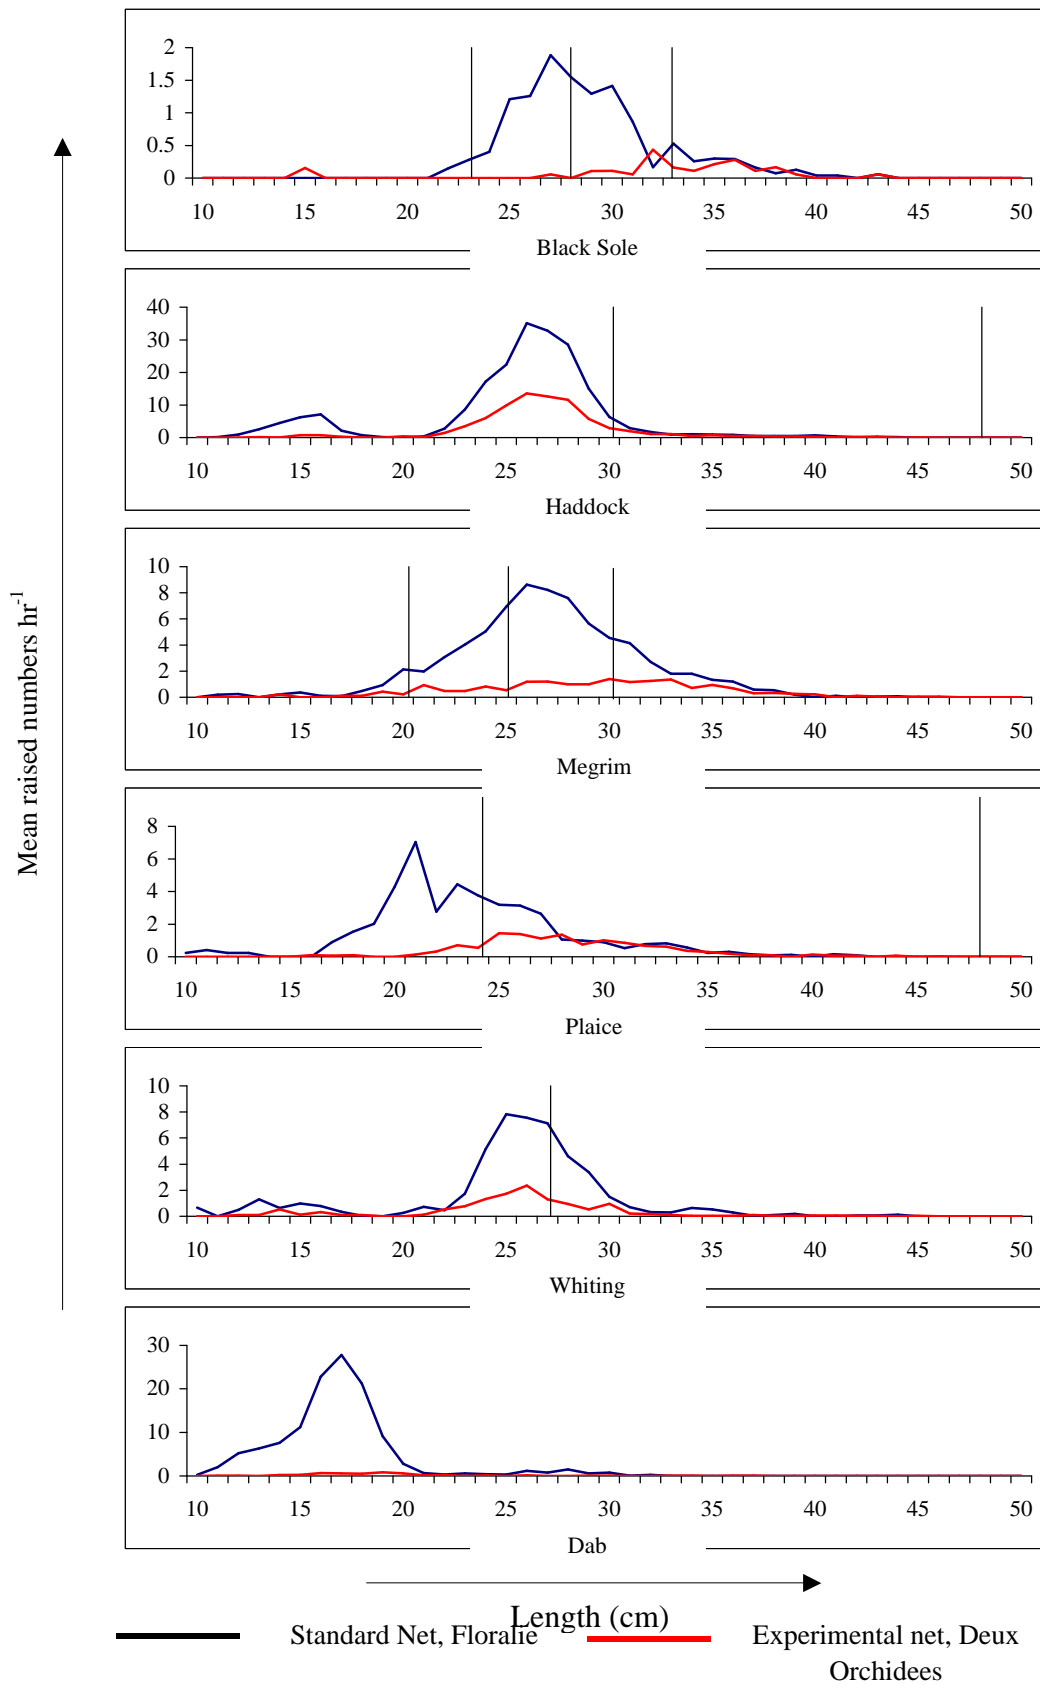 Mean raised numbers hr-1
2
1.5
1
0.5
0
10 15 20 25 30 35 40 45 50
Black Sole
40
30
20
10
0
10 15 20 25 30 35 40 45 50
Haddock
10
8
6
4
2
0
10 15 20 25 30 35 40 45 50
Megrim
8
6
4
2
0
10 15 20 25 30 35 40 45 50
Plaice
10
8
6
4
2
0
10 15 20 25 30 35 40 45 50
Whiting
30
20
10
0
10 15 20 25 30 35 40 45 50
Dab
Length (cm)
Standard Net, Floralie
Experimental net, Deux
Orchidees